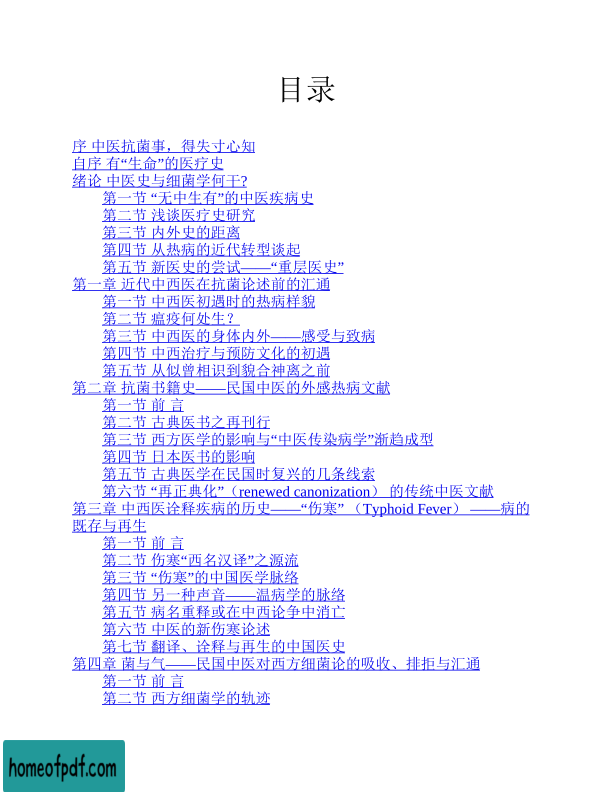 目录
序 中医抗菌事，得失寸心知
自序 有“生命”的医疗史
绪论 中医史与细菌学何干?
第一节 “无中生有”的中医疾病史
第二节 浅谈医疗史研究
第三节 内外史的距离
第四节 从热病的近代转型谈起
第五节 新医史的尝试——“重层医史”
第一章 近代中西医在抗菌论述前的汇通
第一节 中西医初遇时的热病样貌
第二节 瘟疫何处生？
第三节 中西医的身体内外——感受与致病
第四节 中西治疗与预防文化的初遇
第五节 从似曾相识到貌合神离之前
第二章 抗菌书籍史——民国中医的外感热病文献
第一节 前 言
第二节 古典医书之再刊行
第三节 西方医学的影响与“中医传染病学”渐趋成型
第四节 日本医书的影响
第五节 古典医学在民国时复兴的几条线索
第六节 “再正典化”（renewed canonization） 的传统中医文献
第三章 中西医诠释疾病的历史——“伤寒” （Typhoid Fever） ——病的
既存与再生
第一节 前 言
第二节 伤寒“西名汉译”之源流
第三节 “伤寒”的中国医学脉络
第四节 另一种声音——温病学的脉络
第五节 病名重释或在中西论争中消亡
第六节 中医的新伤寒论述
第七节 翻译、诠释与再生的中国医史
第四章 菌与气——民国中医对西方细菌论的吸收、排拒与汇通
第一节 前 言
第二节 西方细菌学的轨迹
homeofpdf.com